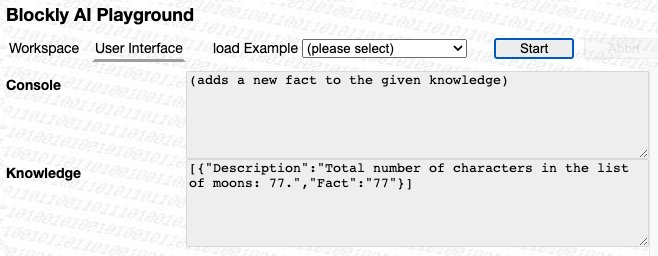 Blockly AI Playground
Workspace User Interface load Example (please select) Start Abort
Console
(adds a new fact to the given knowledge)
Knowledge
[{"Description":"Total number of characters in the list
of moons: 77.","Fact":"77"}]